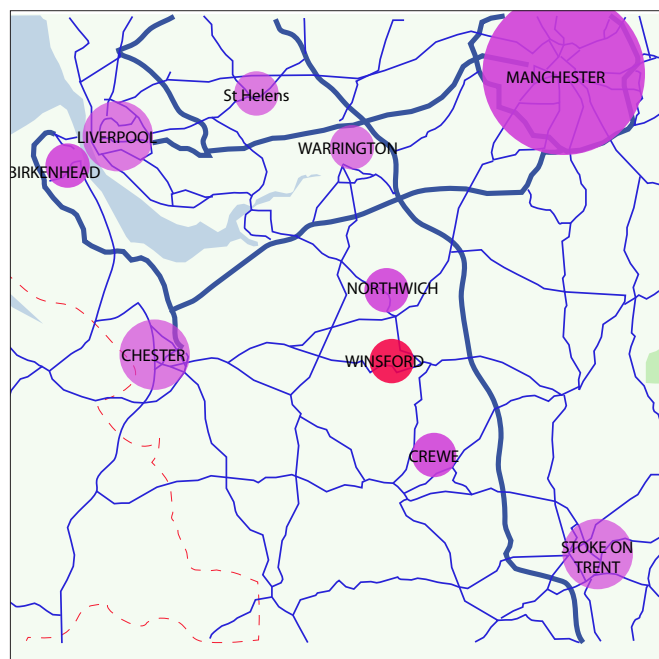 MANCHESTER
St Helens
LIVERPOOL
WARRINGTON
BIRKENHEAD
NORTHWICH
CHESTER
WINSFORD
CREWE
STOKE ON
TRENT